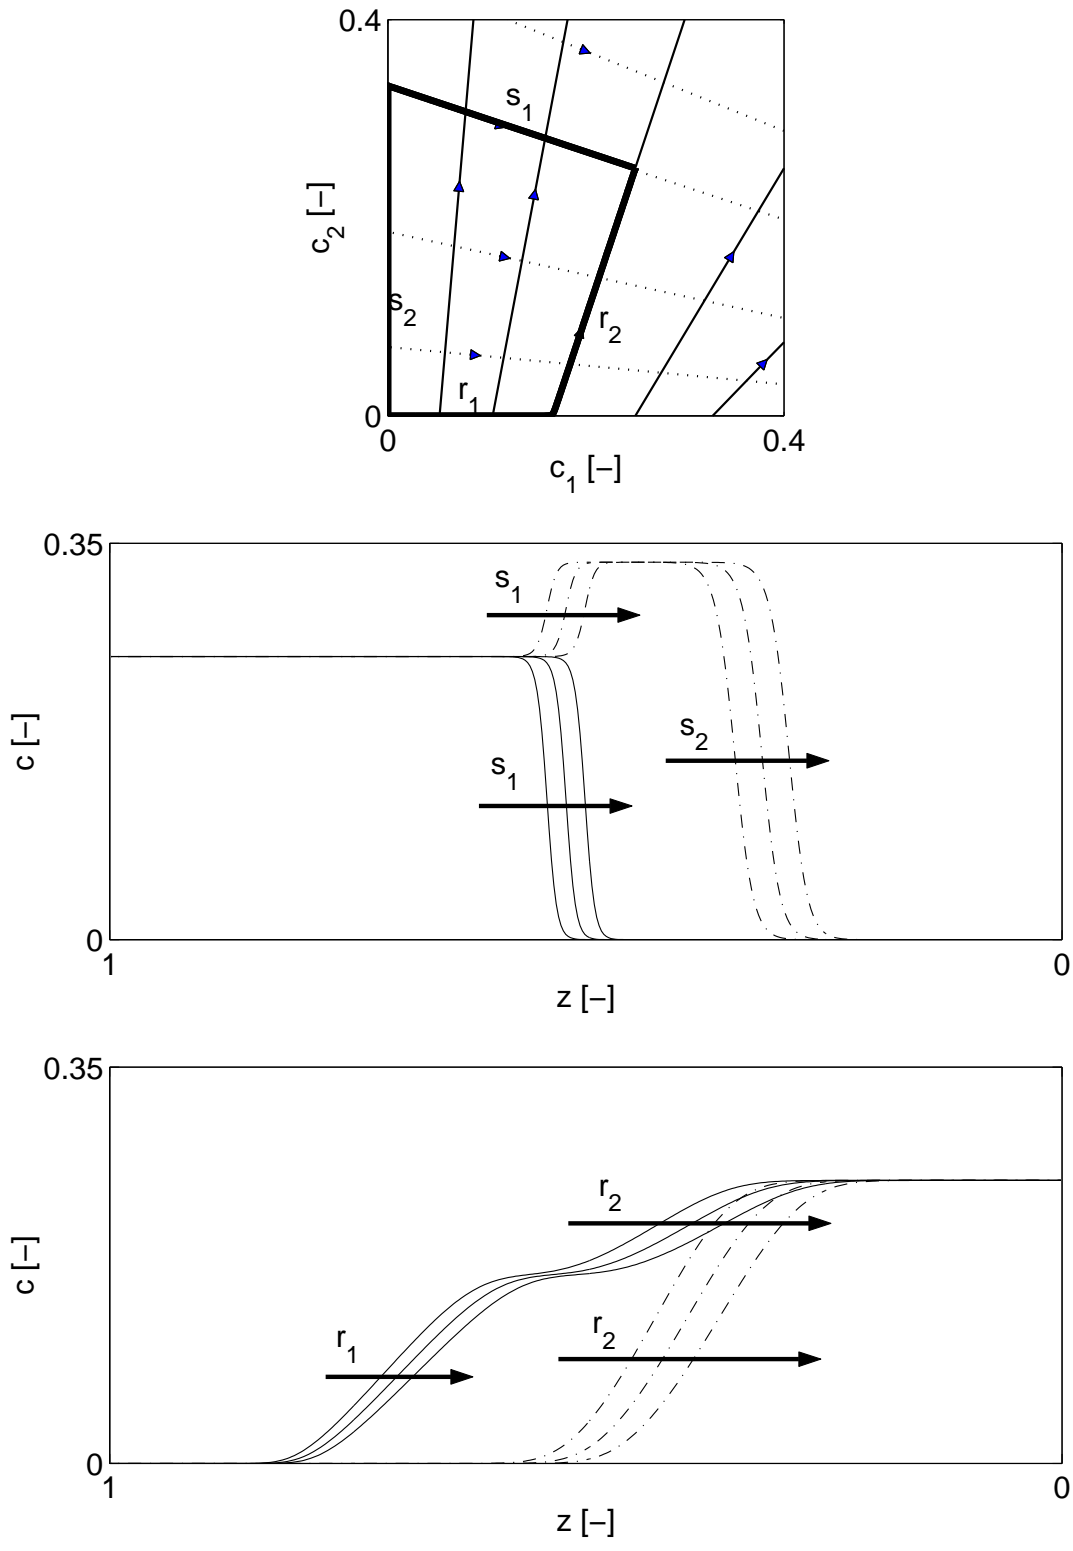 0.4
s1
c2 [–]
s2
r2
r1
0
0 0.4
c1 [–]
0.35
s1
s2
s1
c [–]
0
1 0
z [–]
0.35
r2
c [–]
r1 r2
0
1 0
z [–]